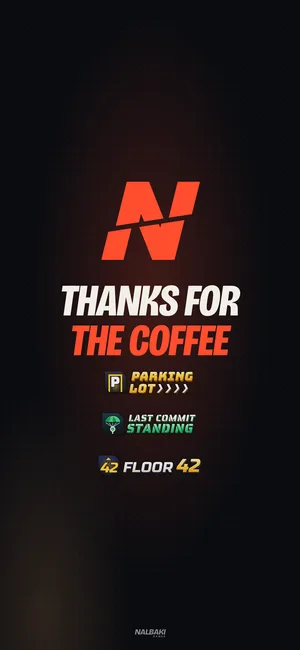 N
THANKS FOR
THE COFFEE
P PARKING
LOT❯❯❯❯
LAST COMMIT
STANDING
42 FLOOR 42
NALBAKI